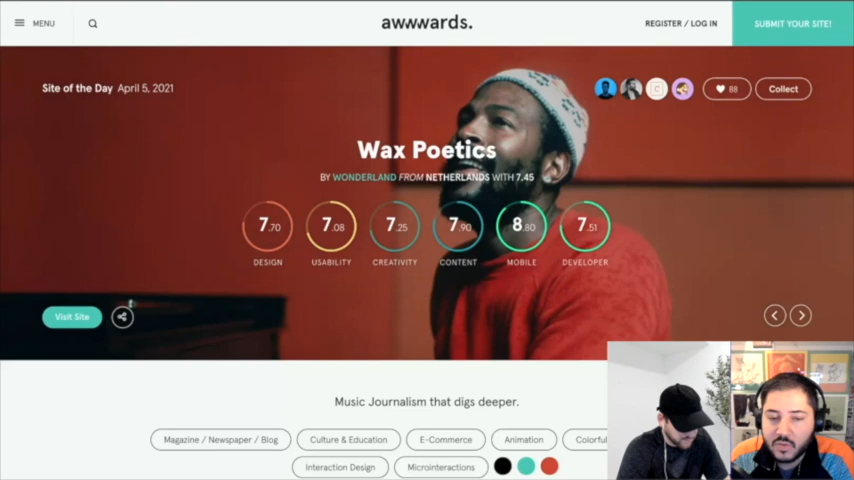 MENU
awwwards.
REGISTER / LOG IN
SUBMIT YOUR SITE!
Site of the Day April 5, 2021
88
Collect
Wax Poetics
BY WONDERLAND FROM NETHERLANDS WITH 7.45
7.70
7.08
7.25
7.90
8.80
7.51
DESIGN
USABILITY
CREATIVITY
CONTENT
MOBILE
DEVELOPER
Visit Site
Music Journalism that digs deeper.
Magazine / Newspaper / Blog
Culture & Education
E-Commerce
Animation
Colorful
Interaction Design
Microinteractions